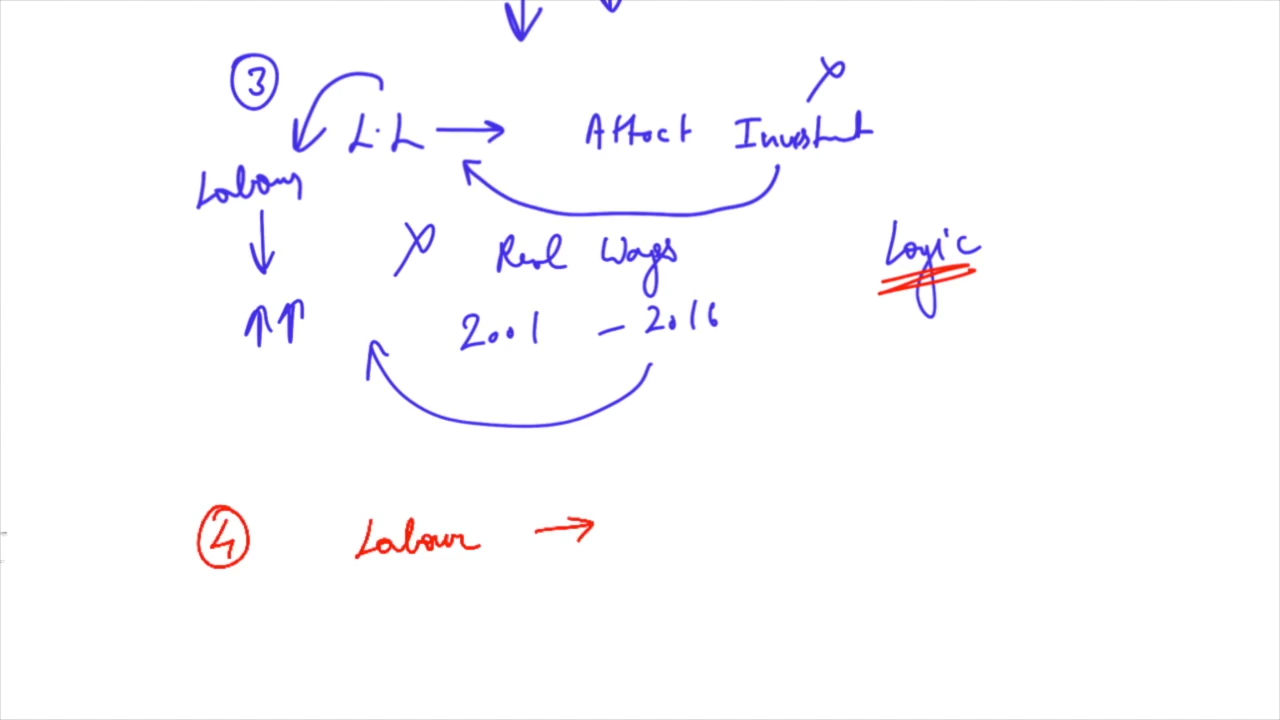 3
L.L → Affect Investment
Labour
Real Wages
Logic
2001 - 2016
4 Labour →